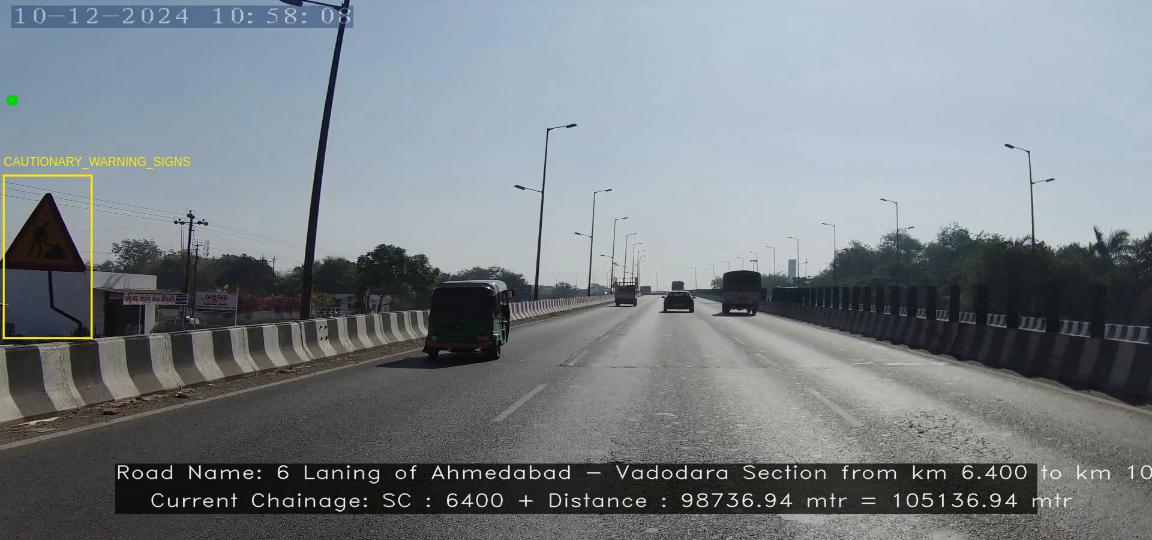 10-12-2024 10:58:08
CAUTIONARY_WARNING_SIGNS
Road Name: 6 Laning of Ahmedabad - Vadodara Section from km 6.400 to km 10
Current Chainage: SC : 6400 + Distance : 98736.94 mtr = 105136.94 mtr